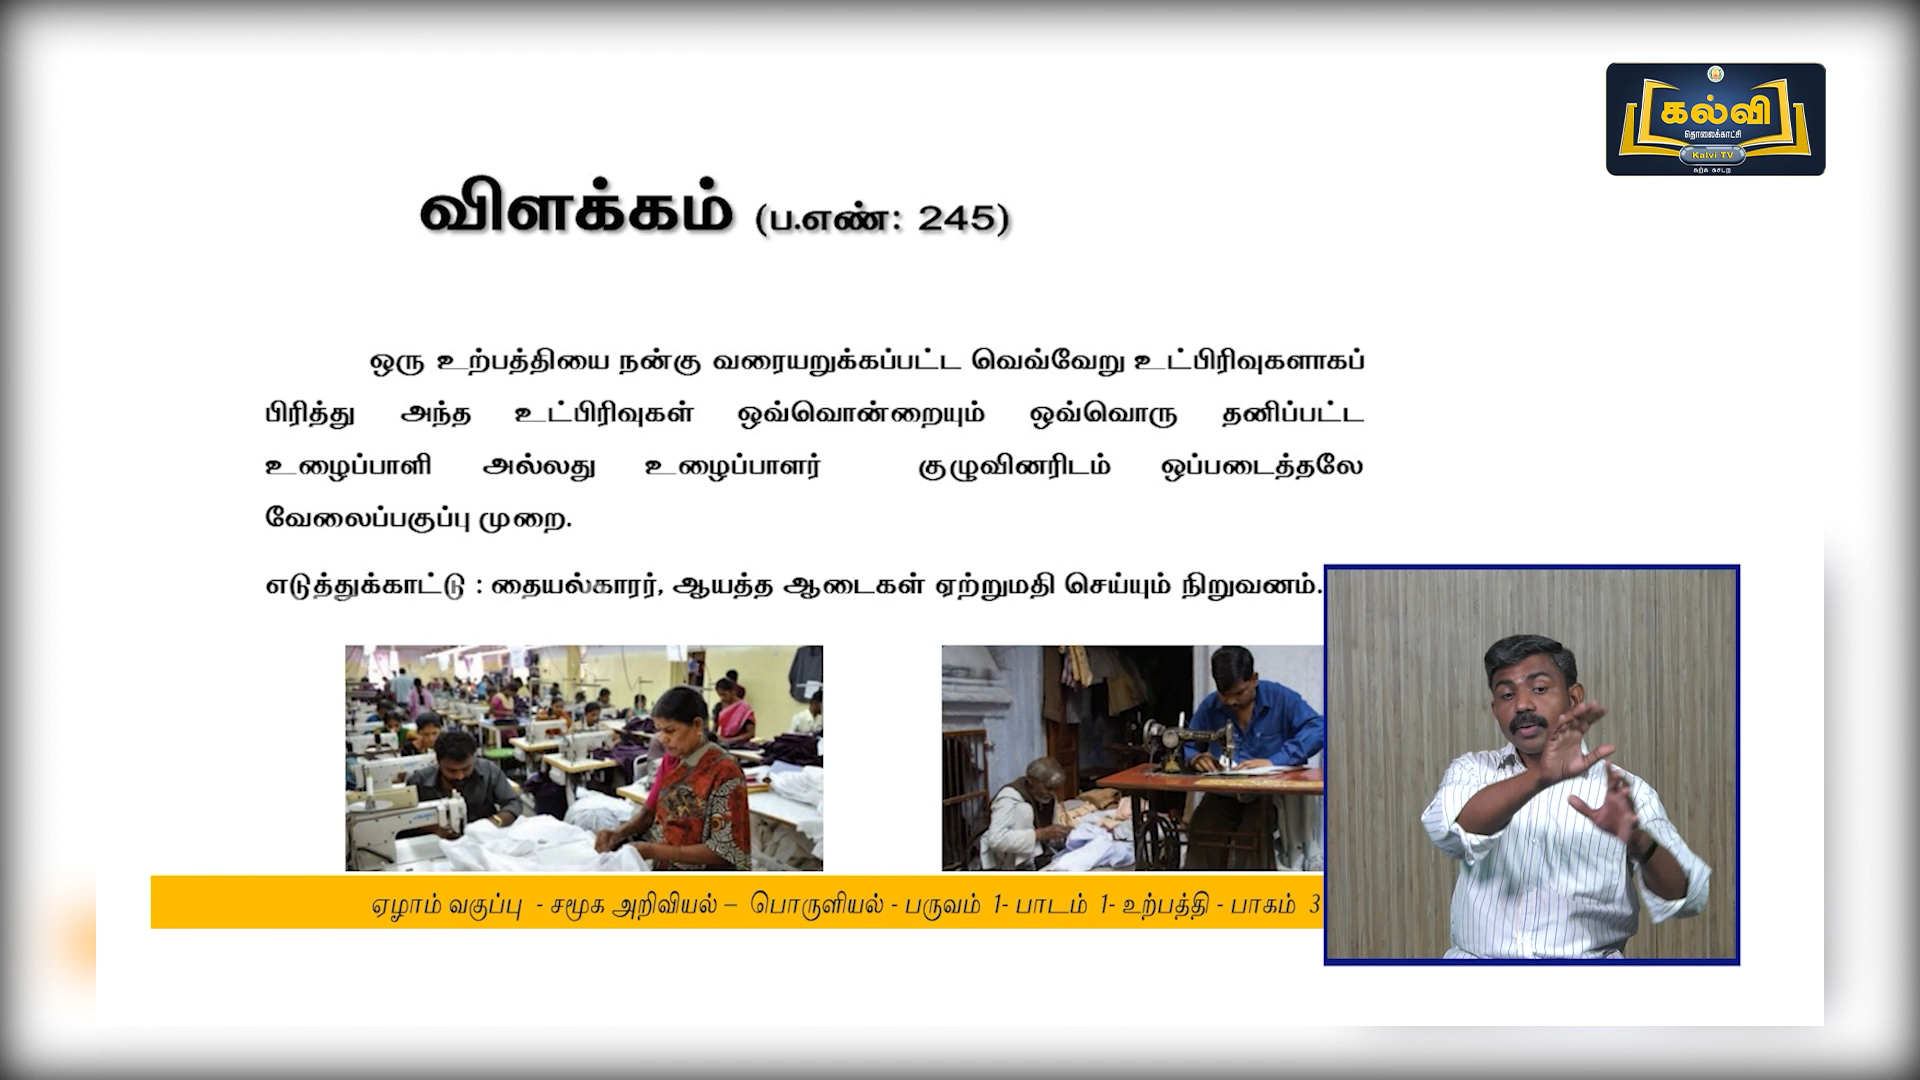 கல்வி
தொலைக்காட்சி
Kalvi TV
கற்க கசடற
விளக்கம் (ப.எண்: 245)
ஒரு உற்பத்தியை நன்கு வரையறுக்கப்பட்ட வெவ்வேறு உட்பிரிவுகளாகப்
பிரித்து அந்த உட்பிரிவுகள் ஒவ்வொன்றையும் ஒவ்வொரு தனிப்பட்ட
உழைப்பாளி அல்லது உழைப்பாளர் குழுவினரிடம் ஒப்படைத்தலே
வேலைப்பகுப்பு முறை.
எடுத்துக்காட்டு : தையல்காரர், ஆயத்த ஆடைகள் ஏற்றுமதி செய்யும் நிறுவனம்.
ஏழாம் வகுப்பு - சமூக அறிவியல் – பொருளியல் - பருவம் 1- பாடம் 1- உற்பத்தி - பாகம் 3